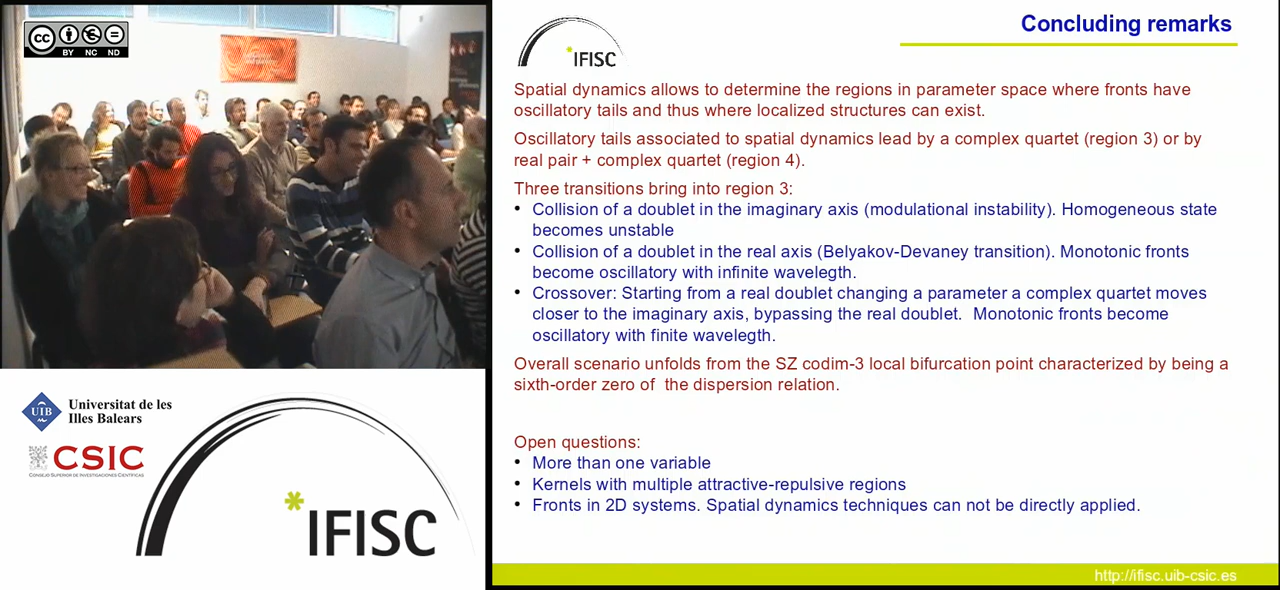 cc
BY NC ND
*IFISC
Concluding remarks
Spatial dynamics allows to determine the regions in parameter space where fronts have
oscillatory tails and thus where localized structures can exist.
Oscillatory tails associated to spatial dynamics lead by a complex quartet (region 3) or by
real pair + complex quartet (region 4).
Three transitions bring into region 3:
• Collision of a doublet in the imaginary axis (modulational instability). Homogeneous state
becomes unstable
• Collision of a doublet in the real axis (Belyakov-Devaney transition). Monotonic fronts
become oscillatory with infinite wavelegth.
• Crossover: Starting from a real doublet changing a parameter a complex quartet moves
closer to the imaginary axis, bypassing the real doublet. Monotonic fronts become
oscillatory with finite wavelegth.
Overall scenario unfolds from the SZ codim-3 local bifurcation point characterized by being a
sixth-order zero of the dispersion relation.
Open questions:
• More than one variable
• Kernels with multiple attractive-repulsive regions
• Fronts in 2D systems. Spatial dynamics techniques can not be directly applied.
http://ifisc.uib-csic.es
UIB
Universitat de les
Illes Balears
CSIC
CONSEJO SUPERIOR DE INVESTIGACIONES CIENTÍFICAS
*IFISC